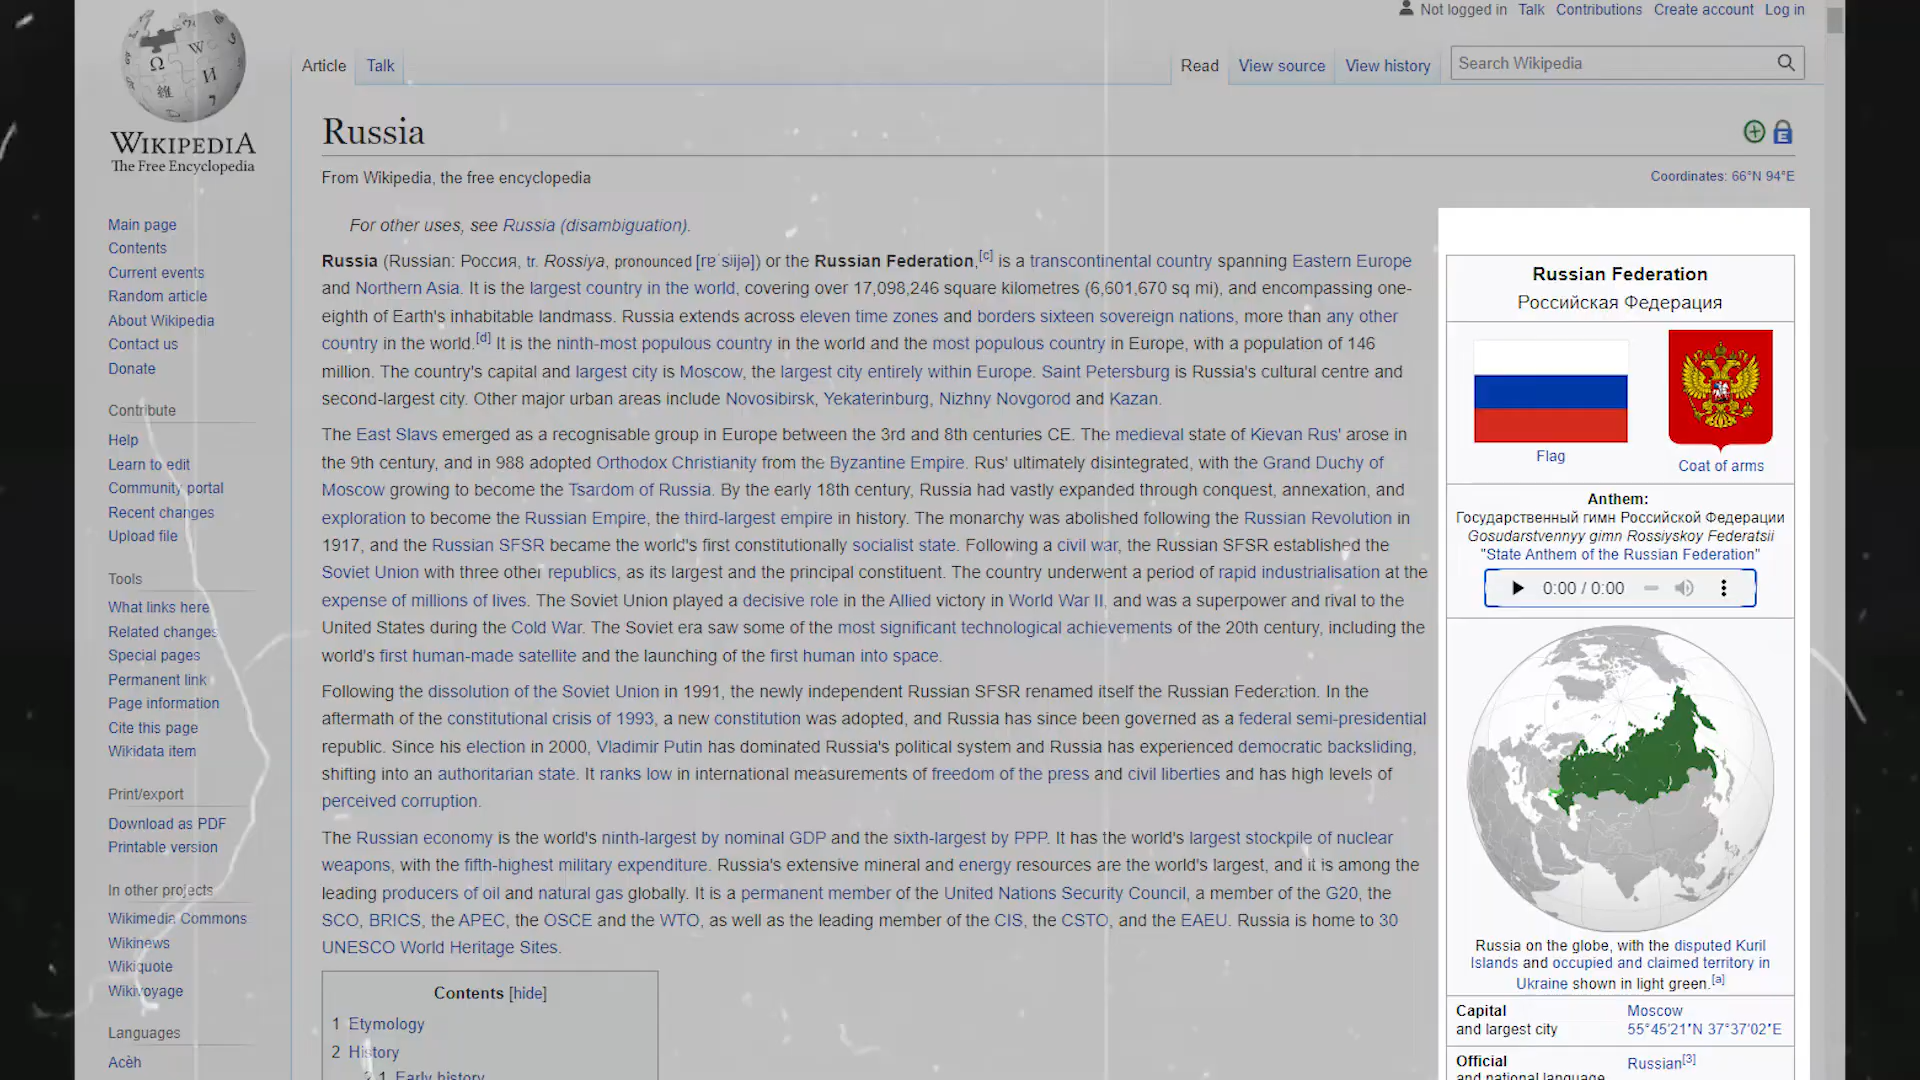 Not logged in Talk Contributions Create account Log in
Article Talk Read View source View history Search Wikipedia
WIKIPEDIA
The Free Encyclopedia
Main page
Contents
Current events
Random article
About Wikipedia
Contact us
Donate
Contribute
Help
Learn to edit
Community portal
Recent changes
Upload file
Tools
What links here
Related changes
Special pages
Permanent link
Page information
Cite this page
Wikidata item
Print/export
Download as PDF
Printable version
In other projects
Wikimedia Commons
Wikinews
Wikiquote
Wikivoyage
Languages
Acèh
Russia
From Wikipedia, the free encyclopedia
Coordinates: 66°N 94°E
For other uses, see Russia (disambiguation).
Russia (Russian: Россия, tr. Rossiya, pronounced [rɐˈsʲijə]) or the Russian Federation,[c] is a transcontinental country spanning Eastern Europe
and Northern Asia. It is the largest country in the world, covering over 17,098,246 square kilometres (6,601,670 sq mi), and encompassing one-
eighth of Earth's inhabitable landmass. Russia extends across eleven time zones and borders sixteen sovereign nations, more than any other
country in the world.[d] It is the ninth-most populous country in the world and the most populous country in Europe, with a population of 146
million. The country's capital and largest city is Moscow, the largest city entirely within Europe. Saint Petersburg is Russia's cultural centre and
second-largest city. Other major urban areas include Novosibirsk, Yekaterinburg, Nizhny Novgorod and Kazan.
The East Slavs emerged as a recognisable group in Europe between the 3rd and 8th centuries CE. The medieval state of Kievan Rus' arose in
the 9th century, and in 988 adopted Orthodox Christianity from the Byzantine Empire. Rus' ultimately disintegrated, with the Grand Duchy of
Moscow growing to become the Tsardom of Russia. By the early 18th century, Russia had vastly expanded through conquest, annexation, and
exploration to become the Russian Empire, the third-largest empire in history. The monarchy was abolished following the Russian Revolution in
1917, and the Russian SFSR became the world's first constitutionally socialist state. Following a civil war, the Russian SFSR established the
Soviet Union with three other republics, as its largest and the principal constituent. The country underwent a period of rapid industrialisation at the
expense of millions of lives. The Soviet Union played a decisive role in the Allied victory in World War II, and was a superpower and rival to the
United States during the Cold War. The Soviet era saw some of the most significant technological achievements of the 20th century, including the
world's first human-made satellite and the launching of the first human into space.
Following the dissolution of the Soviet Union in 1991, the newly independent Russian SFSR renamed itself the Russian Federation. In the
aftermath of the constitutional crisis of 1993, a new constitution was adopted, and Russia has since been governed as a federal semi-presidential
republic. Since his election in 2000, Vladimir Putin has dominated Russia's political system and Russia has experienced democratic backsliding,
shifting into an authoritarian state. It ranks low in international measurements of freedom of the press and civil liberties and has high levels of
perceived corruption.
The Russian economy is the world's ninth-largest by nominal GDP and the sixth-largest by PPP. It has the world's largest stockpile of nuclear
weapons, with the fifth-highest military expenditure. Russia's extensive mineral and energy resources are the world's largest, and it is among the
leading producers of oil and natural gas globally. It is a permanent member of the United Nations Security Council, a member of the G20, the
SCO, BRICS, the APEC, the OSCE and the WTO, as well as the leading member of the CIS, the CSTO, and the EAEU. Russia is home to 30
UNESCO World Heritage Sites.
Contents [hide]
1 Etymology
2 History
2.1 Early history
Russian Federation
Российская Федерация
Flag
Coat of arms
Anthem:
Государственный гимн Российской Федерации
Gosudarstvennyy gimn Rossiyskoy Federatsii
"State Anthem of the Russian Federation"
0:00 / 0:00
Russia on the globe, with the disputed Kuril
Islands and occupied and claimed territory in
Ukraine shown in light green.[a]
Capital Moscow
and largest city 55°45′21″N 37°37′02″E
Official Russian[3]
and national language